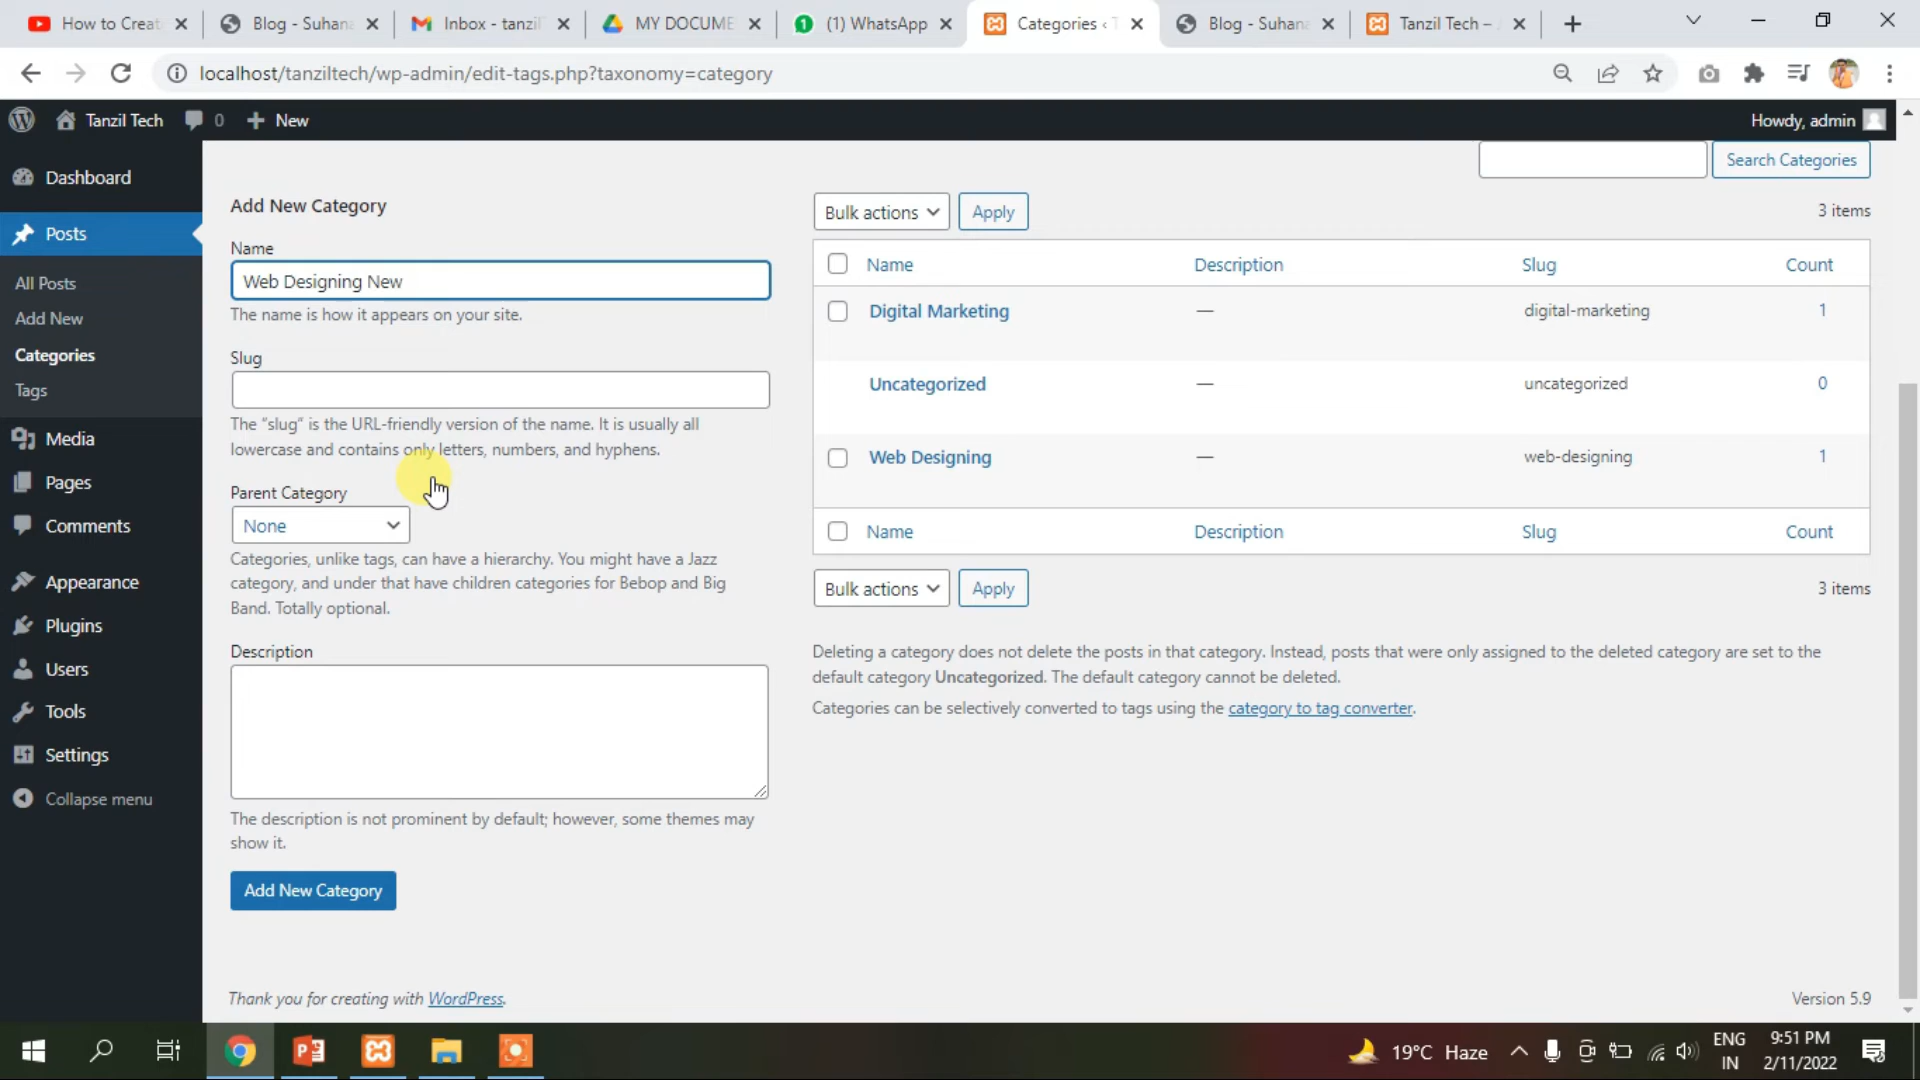 How to Creat
Blog - Suhana
Inbox - tanzil
MY DOCUME
(1) WhatsApp
Categories ‹ T
Blog - Suhana
Tanzil Tech –
localhost/tanziltech/wp-admin/edit-tags.php?taxonomy=category
Tanzil Tech
0
New
Howdy, admin
Dashboard
Posts
All Posts
Add New
Categories
Tags
Media
Pages
Comments
Appearance
Plugins
Users
Tools
Settings
Collapse menu
Add New Category
Name
Web Designing New
The name is how it appears on your site.
Slug
The “slug” is the URL-friendly version of the name. It is usually all
lowercase and contains only letters, numbers, and hyphens.
Parent Category
None
Categories, unlike tags, can have a hierarchy. You might have a Jazz
category, and under that have children categories for Bebop and Big
Band. Totally optional.
Description
The description is not prominent by default; however, some themes may
show it.
Add New Category
Search Categories
Bulk actions Apply 3 items
Name Description Slug Count
Digital Marketing — digital-marketing 1
Uncategorized — uncategorized 0
Web Designing — web-designing 1
Name Description Slug Count
Bulk actions Apply 3 items
Deleting a category does not delete the posts in that category. Instead, posts that were only assigned to the deleted category are set to the
default category Uncategorized. The default category cannot be deleted.
Categories can be selectively converted to tags using the category to tag converter.
Thank you for creating with WordPress.
Version 5.9
19°C Haze
ENG
IN
9:51 PM
2/11/2022